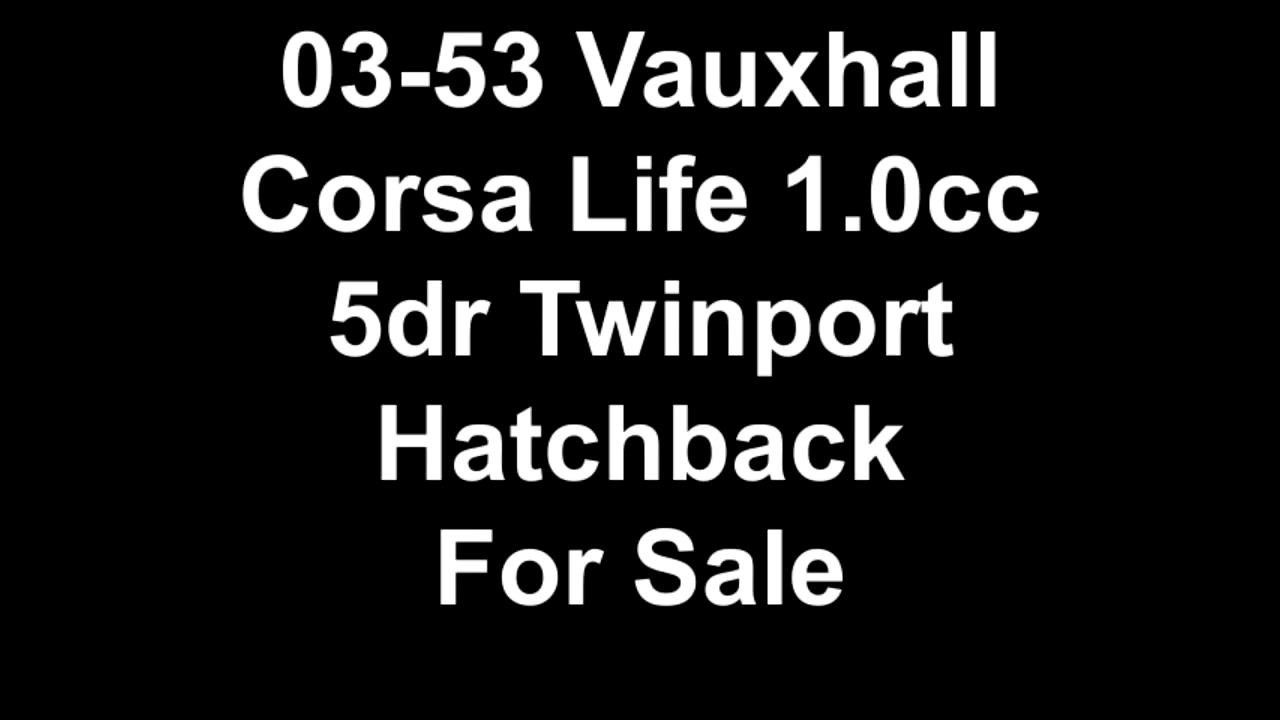 03-53 Vauxhall
Corsa Life 1.0cc
5dr Twinport
Hatchback
For Sale